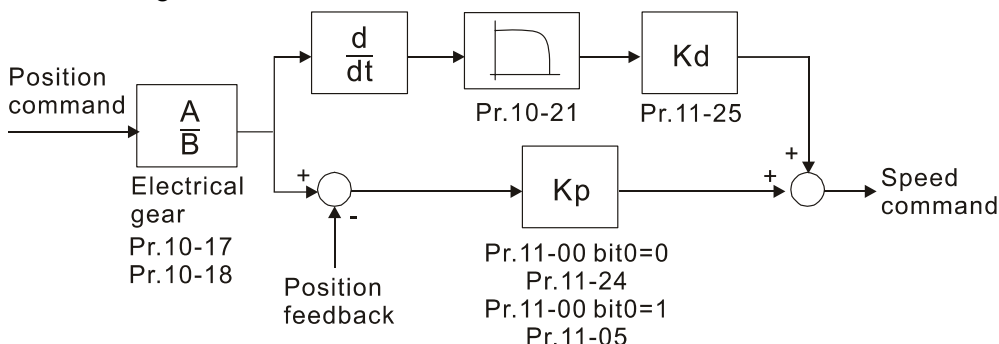 d
dt
Kd
Pr.10-21
Pr.11-25
Position
command
A
B
Electrical
gear
Pr.10-17
Pr.10-18
+
-
Position
feedback
Kp
Pr.11-00 bit0=0
Pr.11-24
Pr.11-00 bit0=1
Pr.11-05
+
+
Speed
command